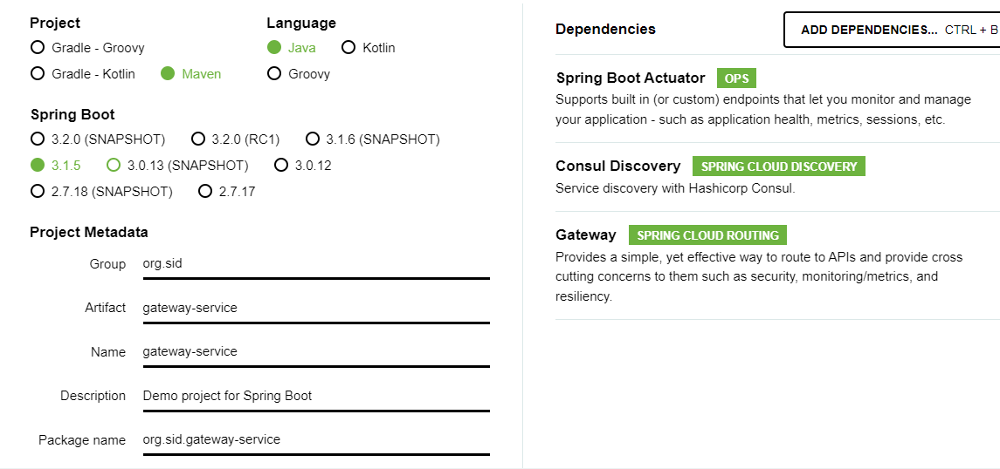 Project
Language
Gradle - Groovy
Java
Kotlin
Gradle - Kotlin
Maven
Groovy
Spring Boot
3.2.0 (SNAPSHOT)
3.2.0 (RC1)
3.1.6 (SNAPSHOT)
3.1.5
3.0.13 (SNAPSHOT)
3.0.12
2.7.18 (SNAPSHOT)
2.7.17
Project Metadata
Group org.sid
Artifact gateway-service
Name gateway-service
Description Demo project for Spring Boot
Package name org.sid.gateway-service
Dependencies
ADD DEPENDENCIES... CTRL + B
Spring Boot Actuator OPS
Supports built in (or custom) endpoints that let you monitor and manage
your application - such as application health, metrics, sessions, etc.
Consul Discovery SPRING CLOUD DISCOVERY
Service discovery with Hashicorp Consul.
Gateway SPRING CLOUD ROUTING
Provides a simple, yet effective way to route to APIs and provide cross
cutting concerns to them such as security, monitoring/metrics, and
resiliency.